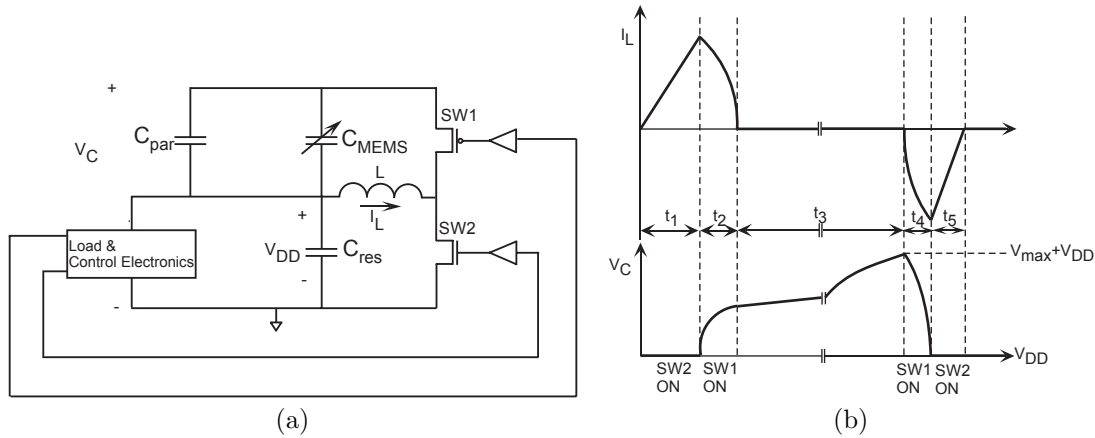 +
V_C
-
C_par
C_MEMS
SW1
L
I_L
+
V_DD
-
C_res
SW2
Load &
Control Electronics
-
(a)
I_L
t_1
t_2
t_3
t_4
t_5
V_C
V_max+V_DD
V_DD
SW2
ON
SW1
ON
SW1
ON
SW2
ON
(b)